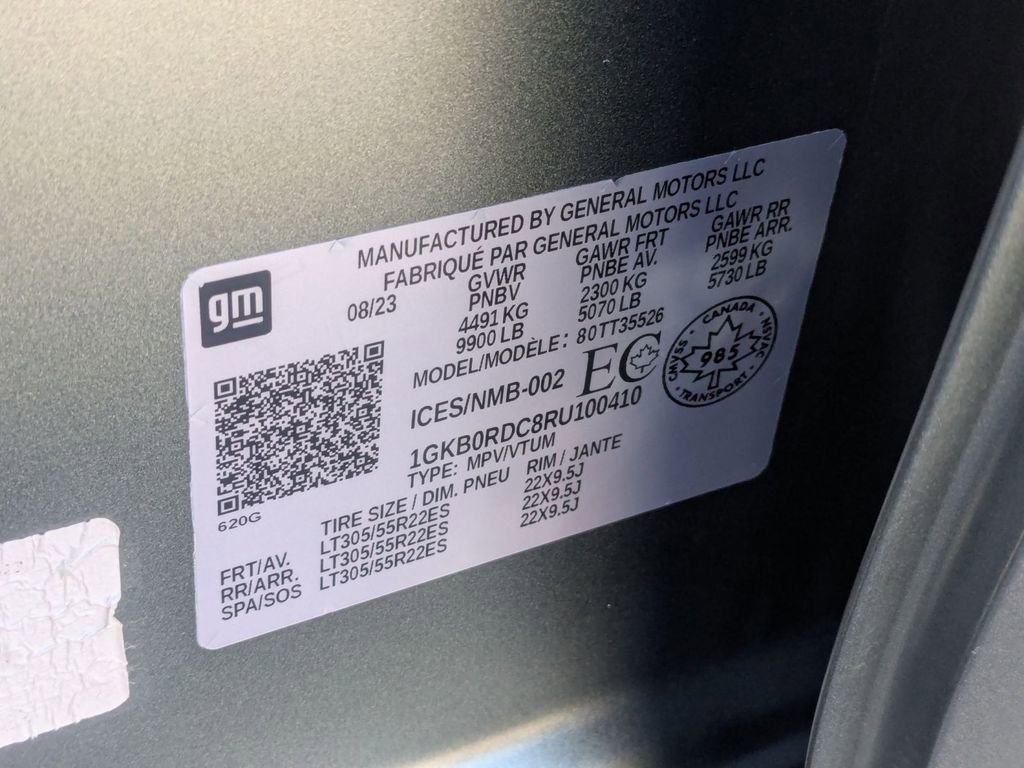 gm
MANUFACTURED BY GENERAL MOTORS LLC
FABRIQUÉ PAR GENERAL MOTORS LLC
08/23 GVWR GAWR FRT GAWR RR
PNBV PNBE AV. PNBE ARR.
4491 KG 2300 KG 2599 KG
9900 LB 5070 LB 5730 LB
MODEL/MODÈLE: 80TT35526
ICES/NMB-002 EC
CANADA
CMVSS 985 NSVAC
TRANSPORT
1GKB0RDC8RU100410
TYPE: MPV/VTUM
620G
TIRE SIZE / DIM. PNEU RIM / JANTE
FRT/AV. LT305/55R22ES 22X9.5J
RR/ARR. LT305/55R22ES 22X9.5J
SPA/SOS LT305/55R22ES 22X9.5J